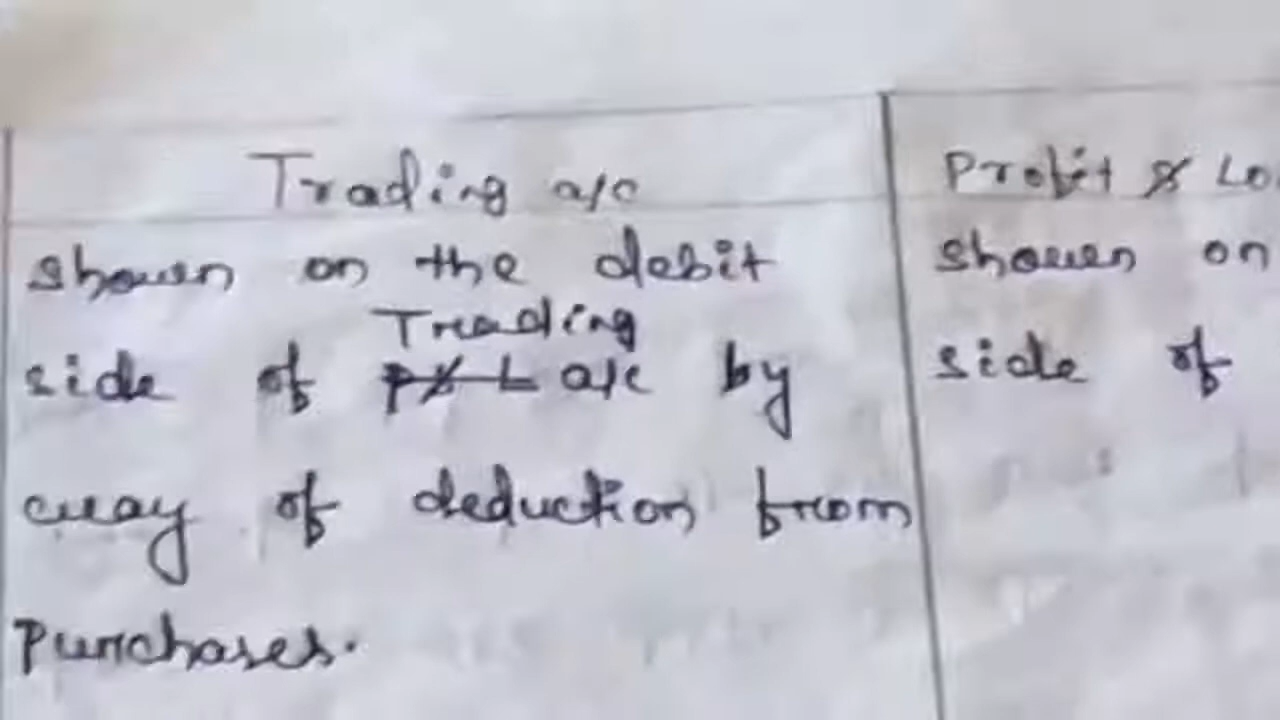 Trading a/c
shown on the debit
Trading
side of P & L a/c by
way of deduction from
Purchases.
Profit & Lo
shown on
side of